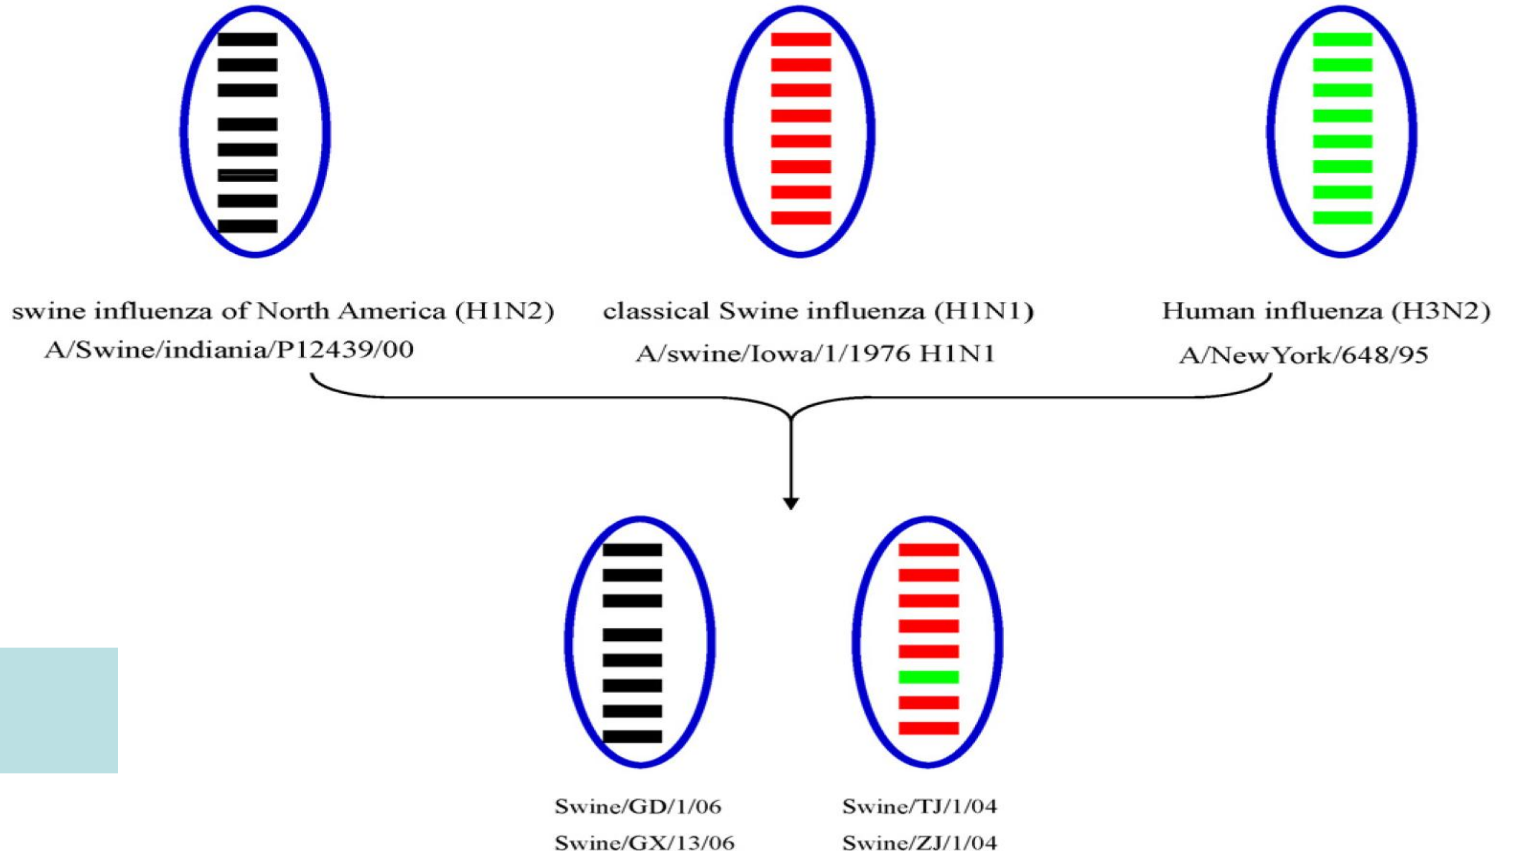 swine influenza of North America (H1N2)
A/Swine/indiania/P12439/00
classical Swine influenza (H1N1)
A/swine/Iowa/1/1976 H1N1
Human influenza (H3N2)
A/NewYork/648/95
Swine/GD/1/06
Swine/GX/13/06
Swine/TJ/1/04
Swine/ZJ/1/04